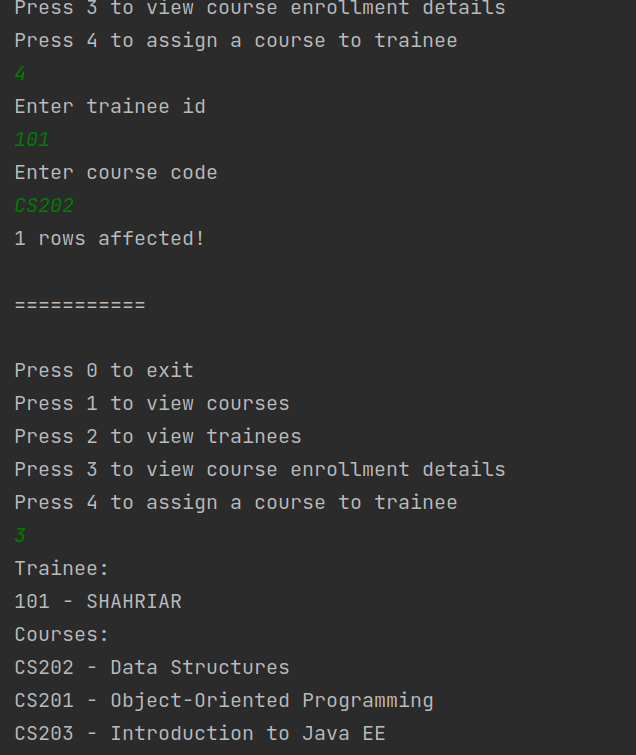 Press 3 to view course enrollment details
Press 4 to assign a course to trainee
4
Enter trainee id
101
Enter course code
CS202
1 rows affected!
===========
Press 0 to exit
Press 1 to view courses
Press 2 to view trainees
Press 3 to view course enrollment details
Press 4 to assign a course to trainee
3
Trainee:
101 - SHAHRIAR
Courses:
CS202 - Data Structures
CS201 - Object-Oriented Programming
CS203 - Introduction to Java EE